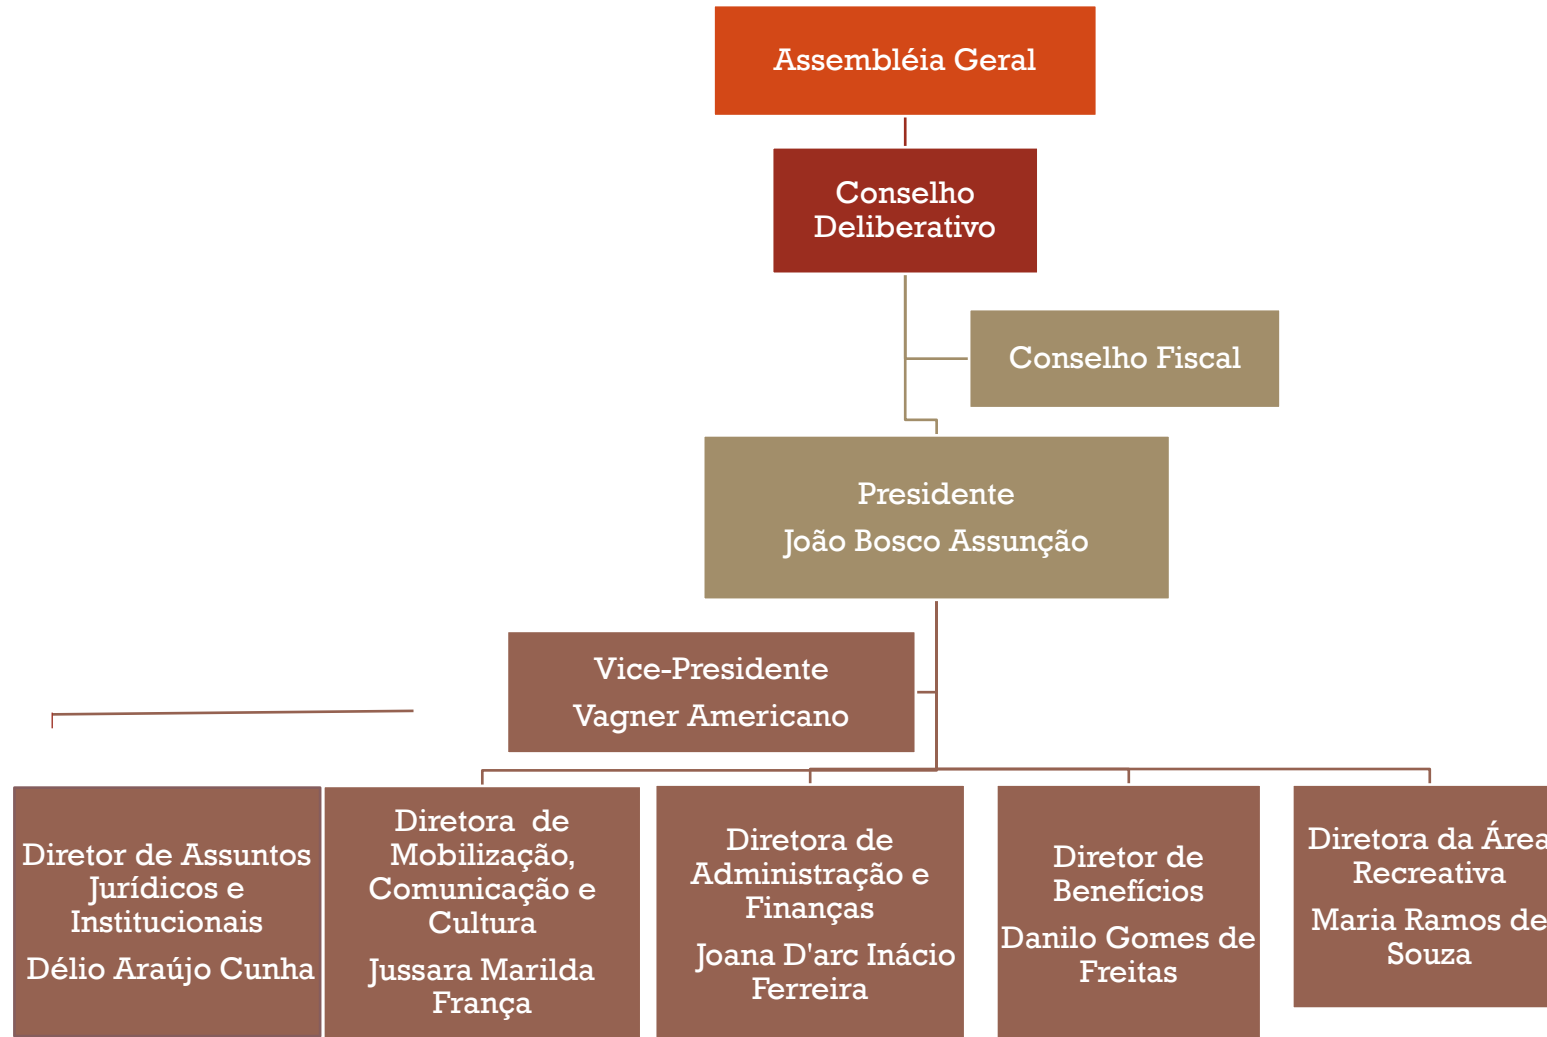 Assembléia Geral
Conselho
Deliberativo
Conselho Fiscal
Presidente
João Bosco Assunção
Vice-Presidente
Vagner Americano
Diretor de Assuntos
Jurídicos e
Institucionais
Délio Araújo Cunha
Diretora  de
Mobilização,
Comunicação e
Cultura
Jussara Marilda
França
Diretora de
Administração e
Finanças
Joana D'arc Inácio
Ferreira
Diretor de
Benefícios
Danilo Gomes de
Freitas
Diretora da Área
Recreativa
Maria Ramos de
Souza